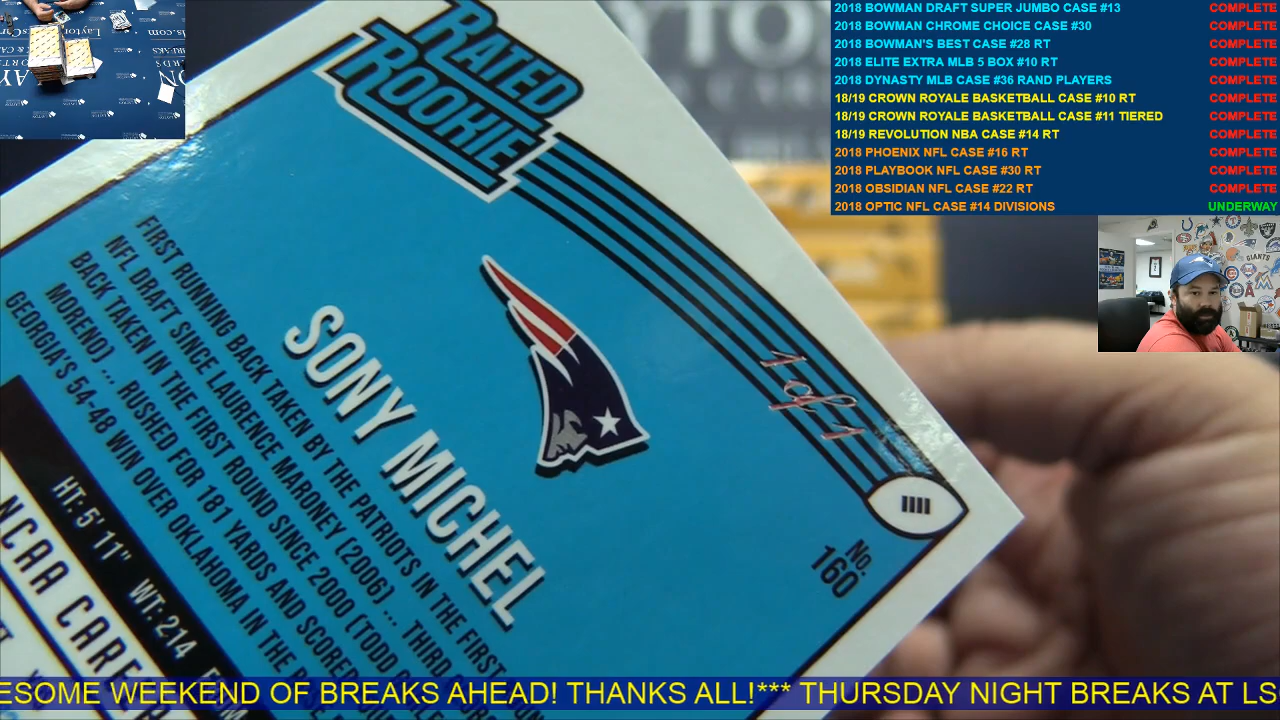 2018 BOWMAN DRAFT SUPER JUMBO CASE #13 COMPLETE
2018 BOWMAN CHROME CHOICE CASE #30 COMPLETE
2018 BOWMAN'S BEST CASE #28 RT COMPLETE
2018 ELITE EXTRA MLB 5 BOX #10 RT COMPLETE
2018 DYNASTY MLB CASE #36 RAND PLAYERS COMPLETE
18/19 CROWN ROYALE BASKETBALL CASE #10 RT COMPLETE
18/19 CROWN ROYALE BASKETBALL CASE #11 TIERED COMPLETE
18/19 REVOLUTION NBA CASE #14 RT COMPLETE
2018 PHOENIX NFL CASE #16 RT COMPLETE
2018 PLAYBOOK NFL CASE #30 RT COMPLETE
2018 OBSIDIAN NFL CASE #22 RT COMPLETE
2018 OPTIC NFL CASE #14 DIVISIONS UNDERWAY
RATED
ROOKIE
1 of 1
No.
160
SONY MICHEL
FIRST RUNNING BACK TAKEN BY THE PATRIOTS IN THE FIRST
NFL DRAFT SINCE LAURENCE MARONEY (2006) ... THIRD
BACK TAKEN IN THE FIRST ROUND SINCE 2000 (TODD
MORENO) ... RUSHED FOR 181 YARDS AND SCORED
GEORGIA'S 54-48 WIN OVER OKLAHOMA IN THE
HT: 5' 11" WT: 214
NCAA CAREER
GIANTS
ESOME WEEKEND OF BREAKS AHEAD! THANKS ALL!*** THURSDAY NIGHT BREAKS AT LS